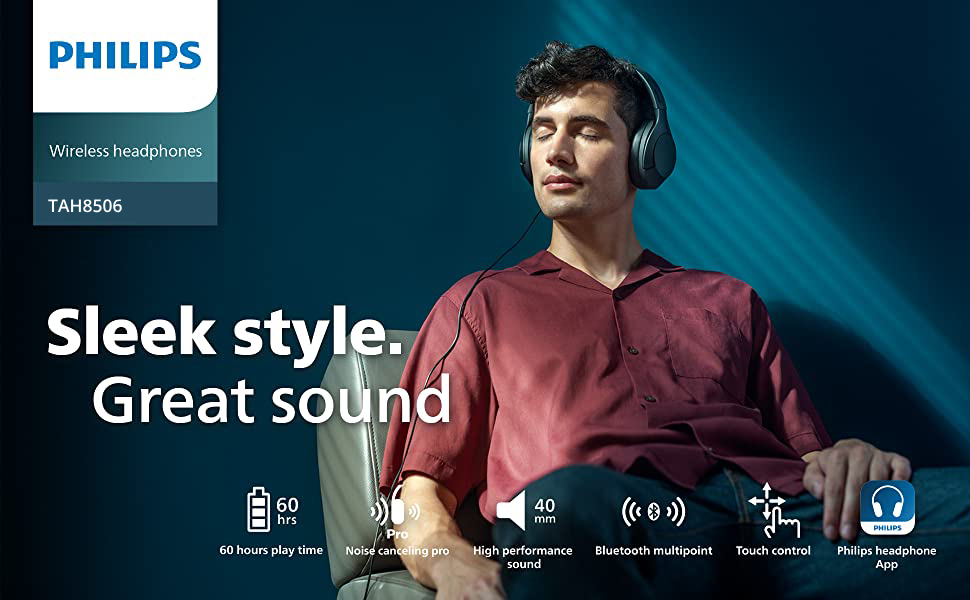 PHILIPS
Wireless headphones
TAH8506
Sleek style.
Great sound
60
hrs
60 hours play time
Pro
Noise canceling pro
40
mm
High performance
sound
Bluetooth multipoint
Touch control
PHILIPS
Philips headphone
App